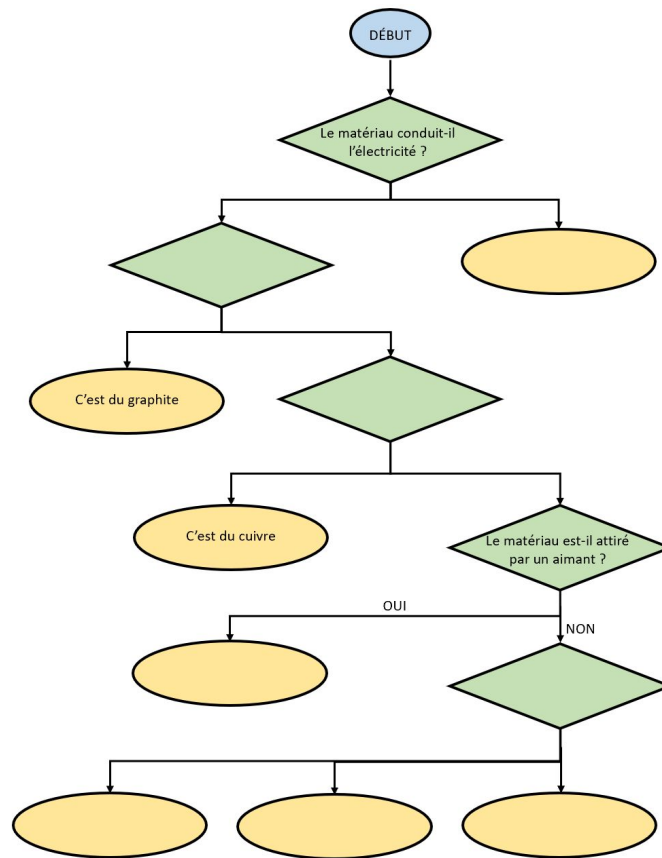 DÉBUT
Le matériau conduit-il
l’électricité ?
C’est du graphite
C’est du cuivre
Le matériau est-il attiré
par un aimant ?
OUI
NON